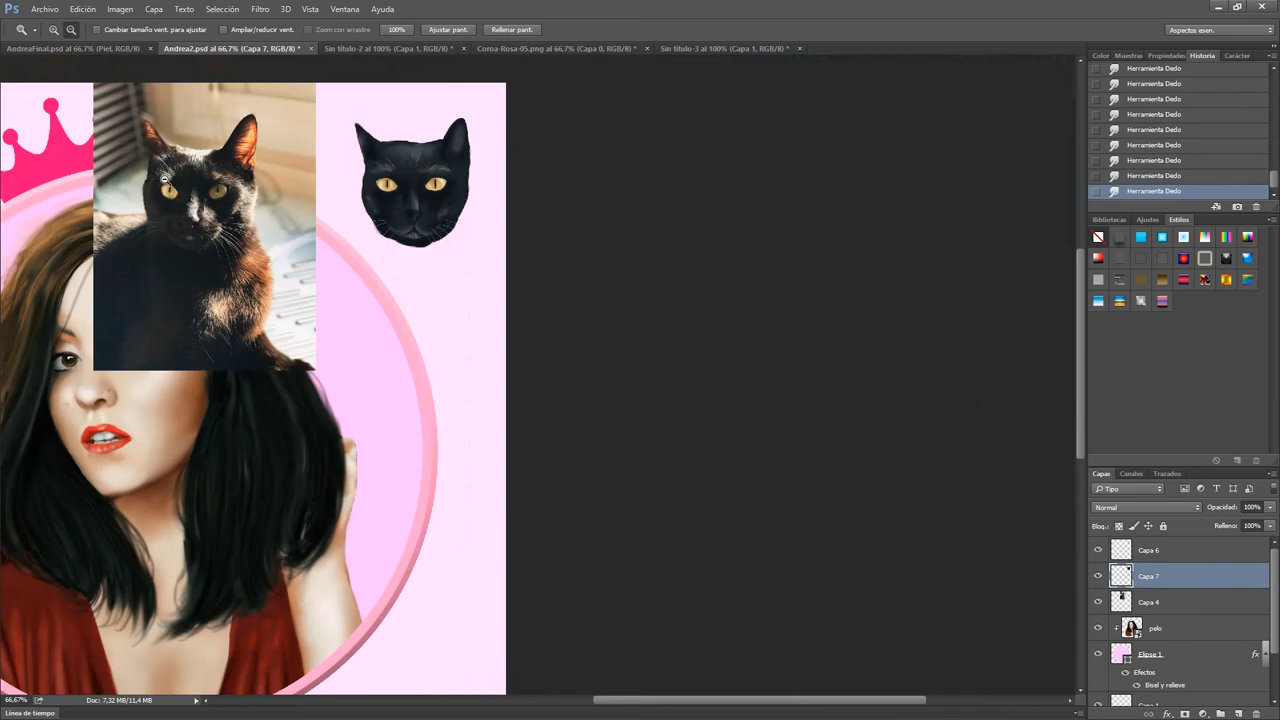 Ps Archivo Edición Imagen Capa Texto Selección Filtro 3D Vista Ventana Ayuda
Cambiar tamaño vent. para ajustar Ampliar/reducir vent. Zoom con arrastre 100% Ajustar pant. Rellenar pant. Aspectos esen.
AndreaFinal.psd al 66,7% (Piel, RGB/8) × Andrea2.psd al 66,7% (Capa 7, RGB/8) * × Sin título-2 al 100% (Capa 1, RGB/8) * × Coroa-Rosa-05.png al 66,7% (Capa 0, RGB/8) * × Sin título-3 al 100% (Capa 1, RGB/8) * ×
Color Muestras Propiedades Historia Carácter
Herramienta Dedo
Herramienta Dedo
Herramienta Dedo
Herramienta Dedo
Herramienta Dedo
Herramienta Dedo
Herramienta Dedo
Herramienta Dedo
Herramienta Dedo
Bibliotecas Ajustes Estilos
Capas Canales Trazados
Tipo
Normal Opacidad: 100%
Bloq.: Relleno: 100%
Capa 6
Capa 7
Capa 4
pelo
Elipse 1 fx
Efectos
Bisel y relieve
66,67% Doc: 7,32 MB/11,4 MB
Línea de tiempo